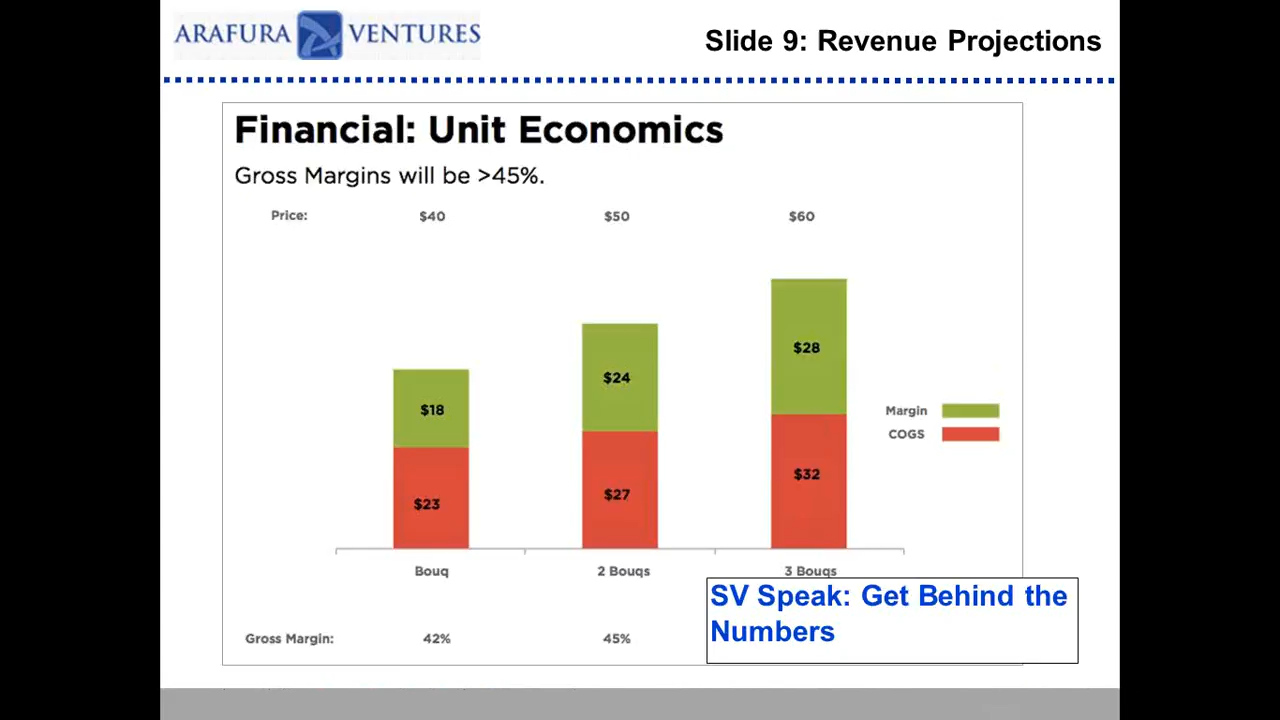 ARAFURA VENTURES
Slide 9: Revenue Projections
Financial: Unit Economics
Gross Margins will be >45%.
Price: $40 $50 $60
$28
$24
$18
Margin
COGS
$32
$27
$23
Bouq 2 Bouqs 3 Bouqs
SV Speak: Get Behind the
Numbers
Gross Margin: 42% 45%